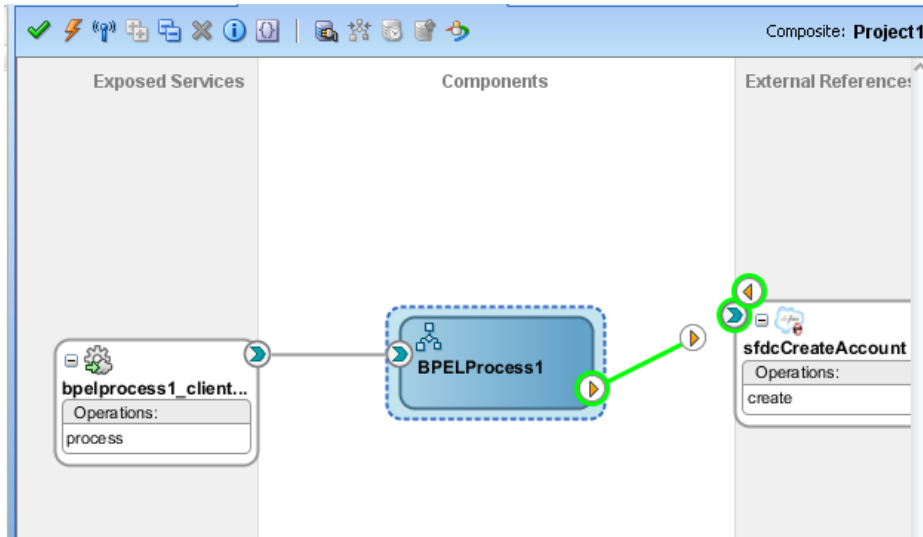 Composite: Project1
Exposed Services
Components
External References
bpelprocess1_client...
Operations:
process
BPELProcess1
sfdcCreateAccount
Operations:
create